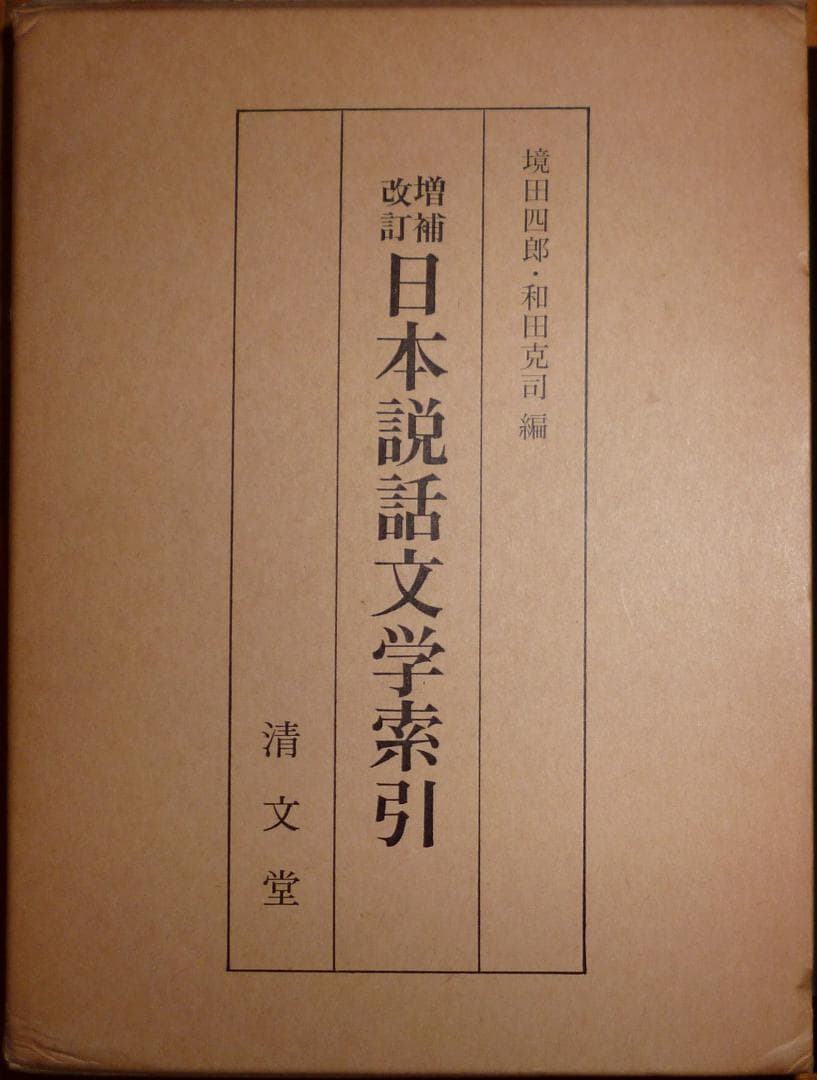 境田四郎・和田克司 編
増補
改訂
日本説話文学索引
清文堂